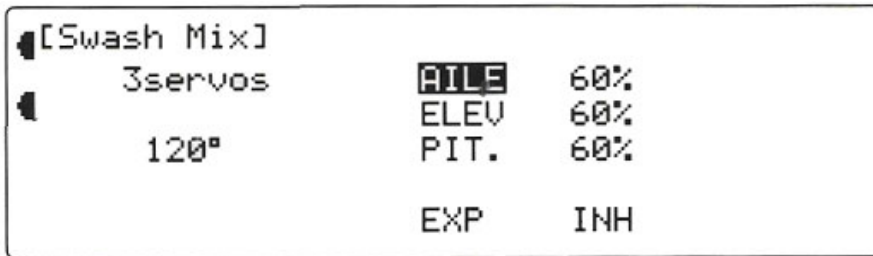 [Swash Mix]
3servos AILE 60%
ELEV 60%
120° PIT. 60%
EXP INH